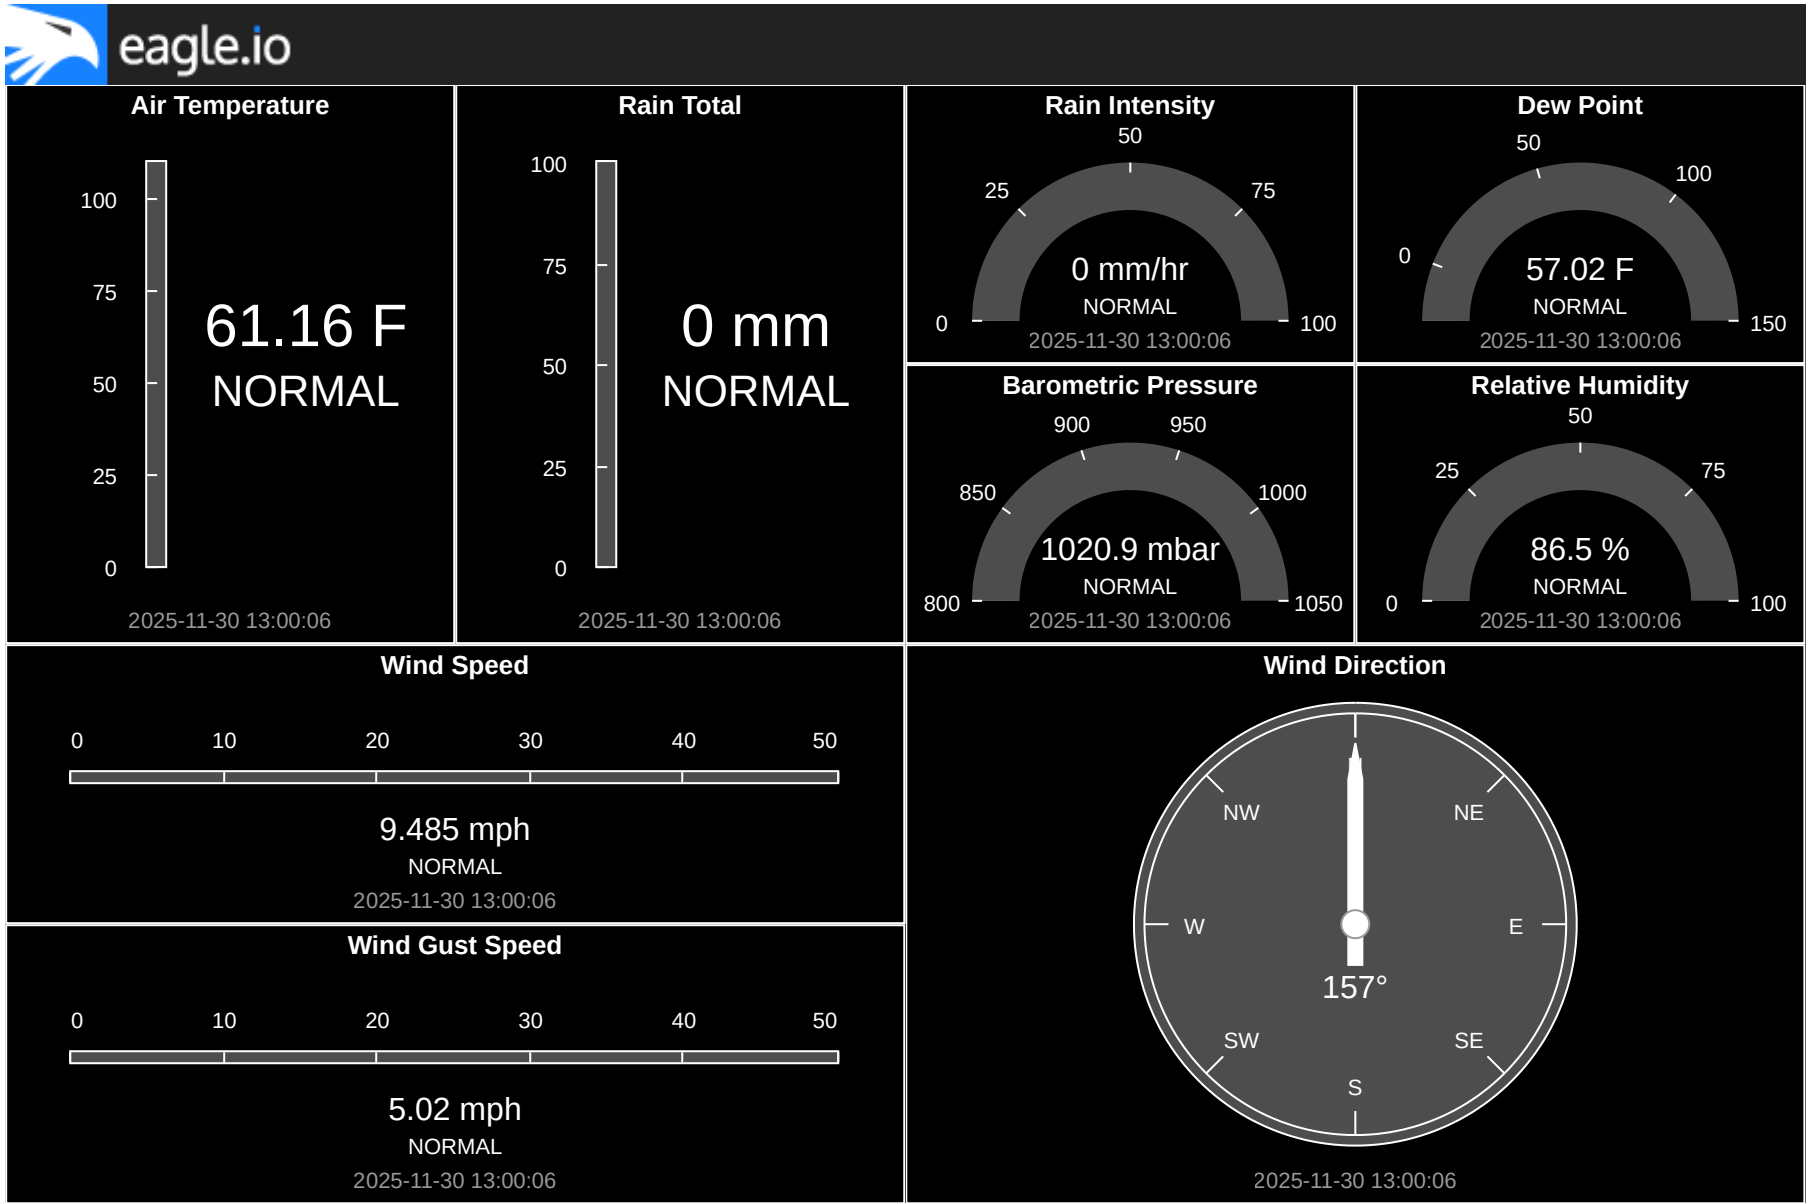 eagle.io
Air Temperature
100
75
50
25
0
61.16 F
NORMAL
2025-11-30 13:00:06
Rain Total
100
75
50
25
0
0 mm
NORMAL
2025-11-30 13:00:06
Rain Intensity
0
25
50
75
100
0 mm/hr
NORMAL
2025-11-30 13:00:06
Dew Point
0
50
100
150
57.02 F
NORMAL
2025-11-30 13:00:06
Barometric Pressure
800
850
900
950
1000
1050
1020.9 mbar
NORMAL
2025-11-30 13:00:06
Relative Humidity
0
25
50
75
100
86.5 %
NORMAL
2025-11-30 13:00:06
Wind Speed
0 10 20 30 40 50
9.485 mph
NORMAL
2025-11-30 13:00:06
Wind Gust Speed
0 10 20 30 40 50
5.02 mph
NORMAL
2025-11-30 13:00:06
Wind Direction
NW NE
W E
157°
SW SE
S
2025-11-30 13:00:06